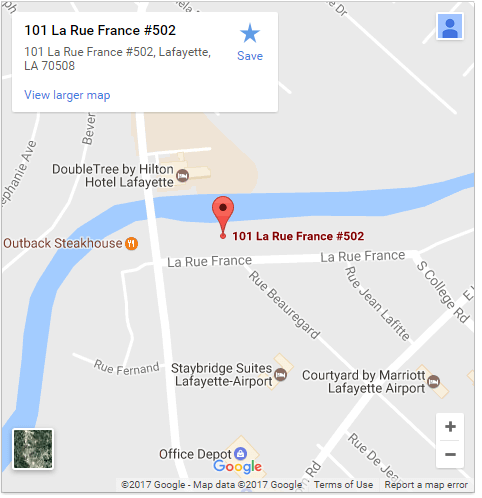 101 La Rue France #502
101 La Rue France #502, Lafayette,
LA 70508
Save
View larger map
Bever
ephanie Ave
DoubleTree by Hilton
Hotel Lafayette
101 La Rue France #502
Outback Steakhouse
La Rue France
La Rue France
S College Rd
E
Rue Beauregard
Rue Jean Lafitte
Rue Fernand
Staybridge Suites
Lafayette-Airport
Courtyard by Marriott
Lafayette Airport
+
−
Office Depot
Google
on Rd
Rue De Jean
©2017 Google - Map data ©2017 Google
Terms of Use
Report a map error